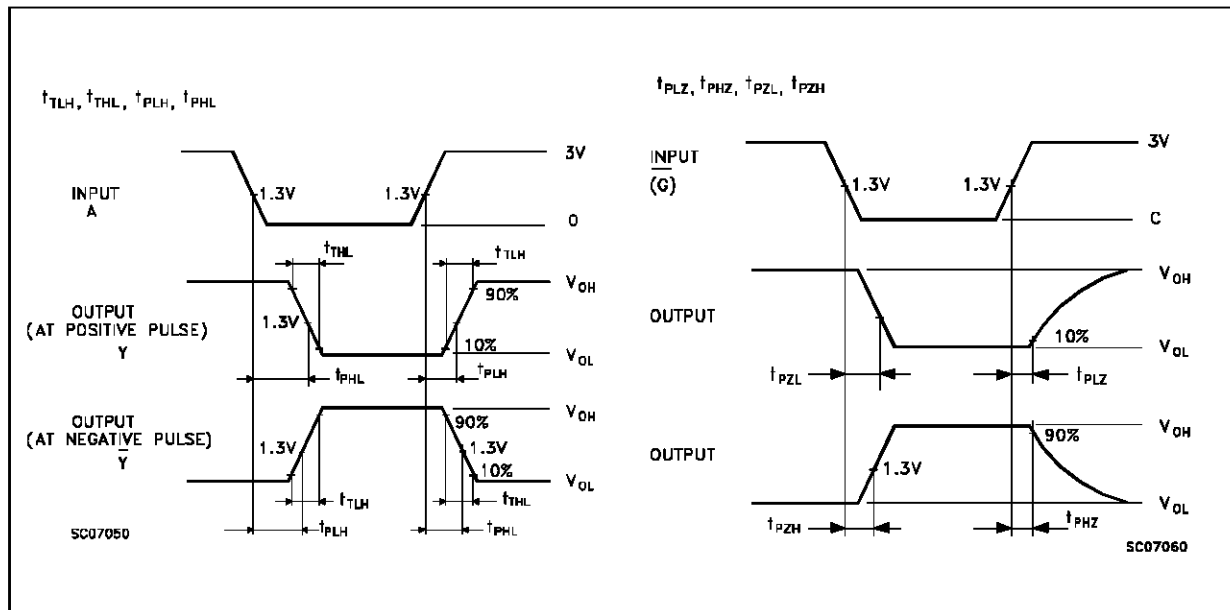 tTLH, tTHL, tPLH, tPHL
3V
INPUT
A
1.3V
1.3V
0
tTHL
tTLH
VOH
90%
OUTPUT
(AT POSITIVE PULSE)
Y
1.3V
10%
VOL
tPHL
tPLH
VOH
OUTPUT
(AT NEGATIVE PULSE)
Y̅
90%
1.3V
1.3V
10%
VOL
tTLH
tTHL
tPLH
tPHL
SC07050
tPLZ, tPHZ, tPZL, tPZH
3V
INPUT
(G̅)
1.3V
1.3V
C
VOH
OUTPUT
10%
VOL
tPZL
tPLZ
VOH
90%
OUTPUT
1.3V
VOL
tPZH
tPHZ
SC07060